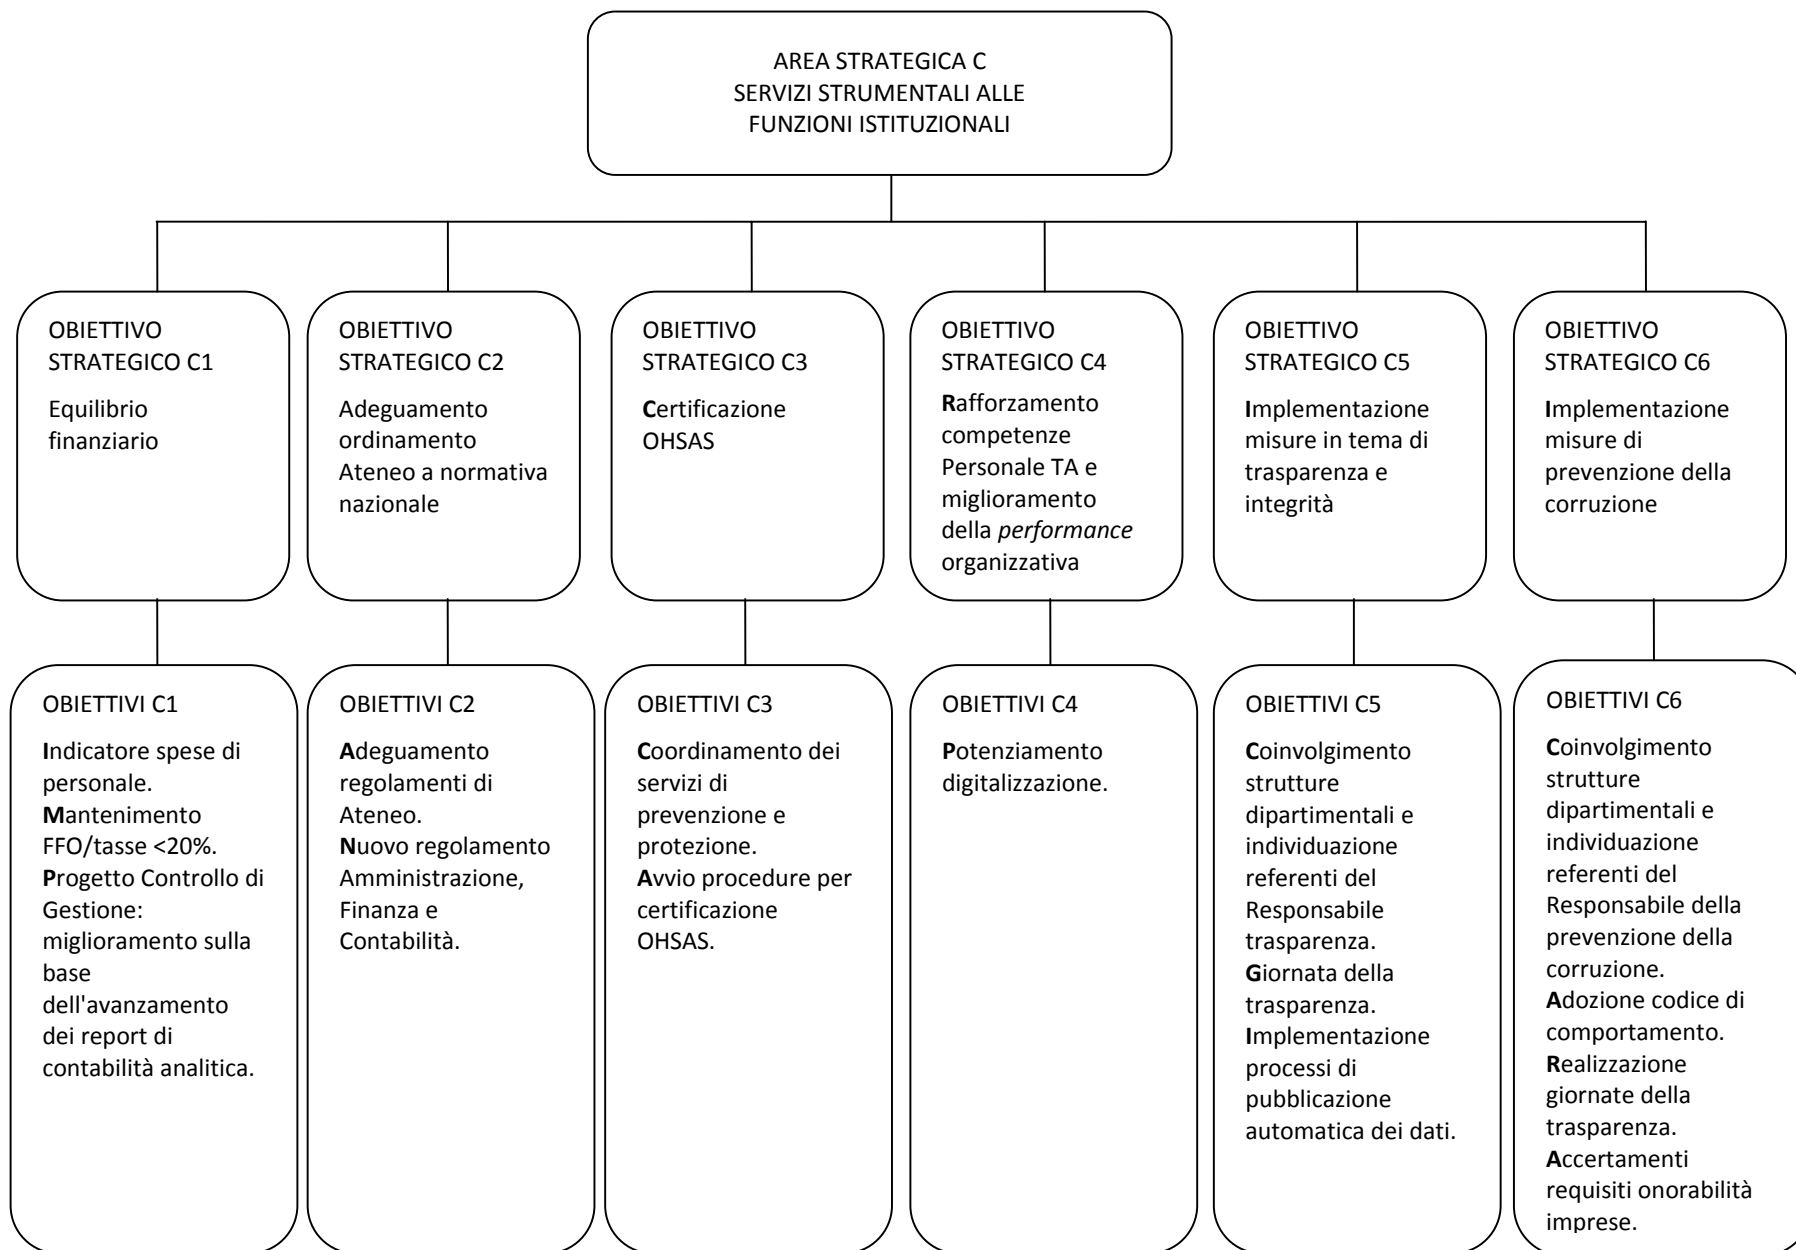 AREA STRATEGICA C
SERVIZI STRUMENTALI ALLE
FUNZIONI ISTITUZIONALI
OBIETTIVO
STRATEGICO C1
Equilibrio
finanziario
OBIETTIVO
STRATEGICO C2
Adeguamento
ordinamento
Ateneo a normativa
nazionale
OBIETTIVO
STRATEGICO C3
Certificazione
OHSAS
OBIETTIVO
STRATEGICO C4
Rafforzamento
competenze
Personale TA e
miglioramento
della performance
organizzativa
OBIETTIVO
STRATEGICO C5
Implementazione
misure in tema di
trasparenza e
integrità
OBIETTIVO
STRATEGICO C6
Implementazione
misure di
prevenzione della
corruzione
OBIETTIVI C1
Indicatore spese di
personale.
Mantenimento
FFO/tasse <20%.
Progetto Controllo di
Gestione:
miglioramento sulla
base
dell'avanzamento
dei report di
contabilità analitica.
OBIETTIVI C2
Adeguamento
regolamenti di
Ateneo.
Nuovo regolamento
Amministrazione,
Finanza e
Contabilità.
OBIETTIVI C3
Coordinamento dei
servizi di
prevenzione e
protezione.
Avvio procedure per
certificazione
OHSAS.
OBIETTIVI C4
Potenziamento
digitalizzazione.
OBIETTIVI C5
Coinvolgimento
strutture
dipartimentali e
individuazione
referenti del
Responsabile
trasparenza.
Giornata della
trasparenza.
Implementazione
processi di
pubblicazione
automatica dei dati.
OBIETTIVI C6
Coinvolgimento
strutture
dipartimentali e
individuazione
referenti del
Responsabile della
prevenzione della
corruzione.
Adozione codice di
comportamento.
Realizzazione
giornate della
trasparenza.
Accertamenti
requisiti onorabilità
imprese.